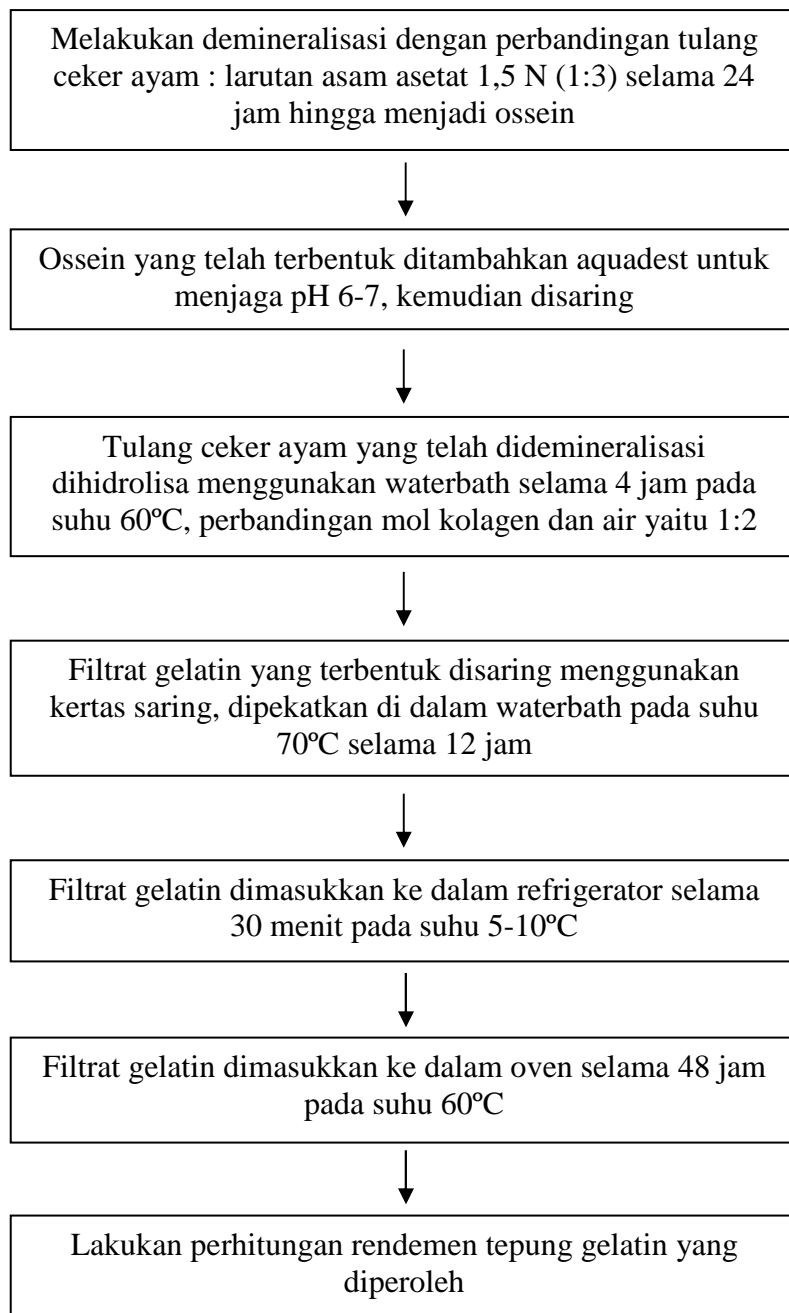 Melakukan demineralisasi dengan perbandingan tulang
ceker ayam : larutan asam asetat 1,5 N (1:3) selama 24
jam hingga menjadi ossein
Ossein yang telah terbentuk ditambahkan aquadest untuk
menjaga pH 6-7, kemudian disaring
Tulang ceker ayam yang telah didemineralisasi
dihidrolisa menggunakan waterbath selama 4 jam pada
suhu 60ºC, perbandingan mol kolagen dan air yaitu 1:2
Filtrat gelatin yang terbentuk disaring menggunakan
kertas saring, dipekatkan di dalam waterbath pada suhu
70ºC selama 12 jam
Filtrat gelatin dimasukkan ke dalam refrigerator selama
30 menit pada suhu 5-10ºC
Filtrat gelatin dimasukkan ke dalam oven selama 48 jam
pada suhu 60ºC
Lakukan perhitungan rendemen tepung gelatin yang
diperoleh